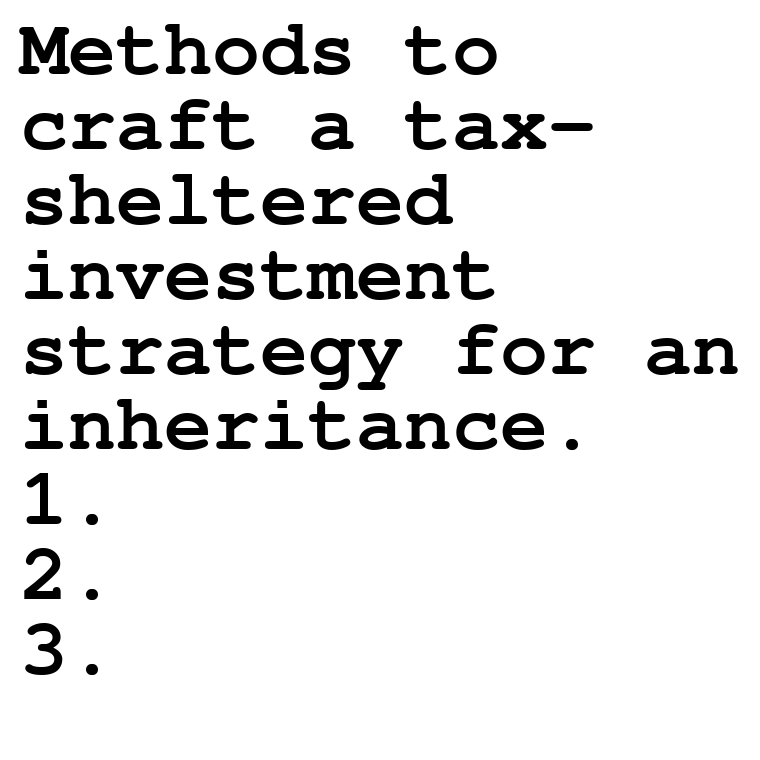 Methods to
craft a tax-
sheltered
investment
strategy for an
inheritance.
1.
2.
3.